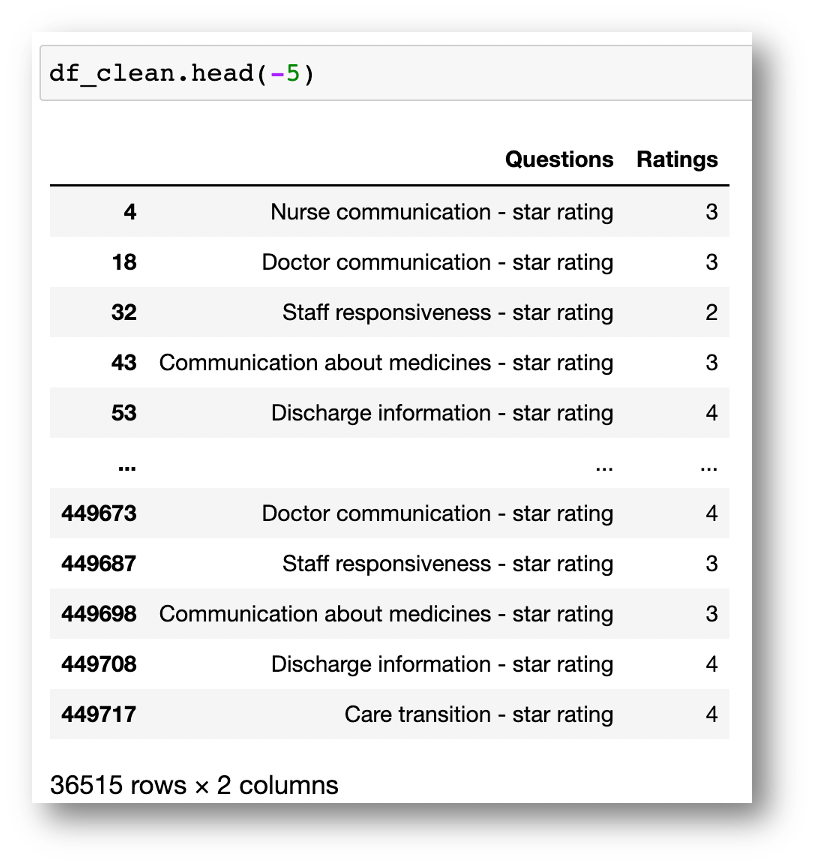 df_clean.head(-5)
Questions Ratings
4 Nurse communication - star rating 3
18 Doctor communication - star rating 3
32 Staff responsiveness - star rating 2
43 Communication about medicines - star rating 3
53 Discharge information - star rating 4
... ... ...
449673 Doctor communication - star rating 4
449687 Staff responsiveness - star rating 3
449698 Communication about medicines - star rating 3
449708 Discharge information - star rating 4
449717 Care transition - star rating 4
36515 rows × 2 columns